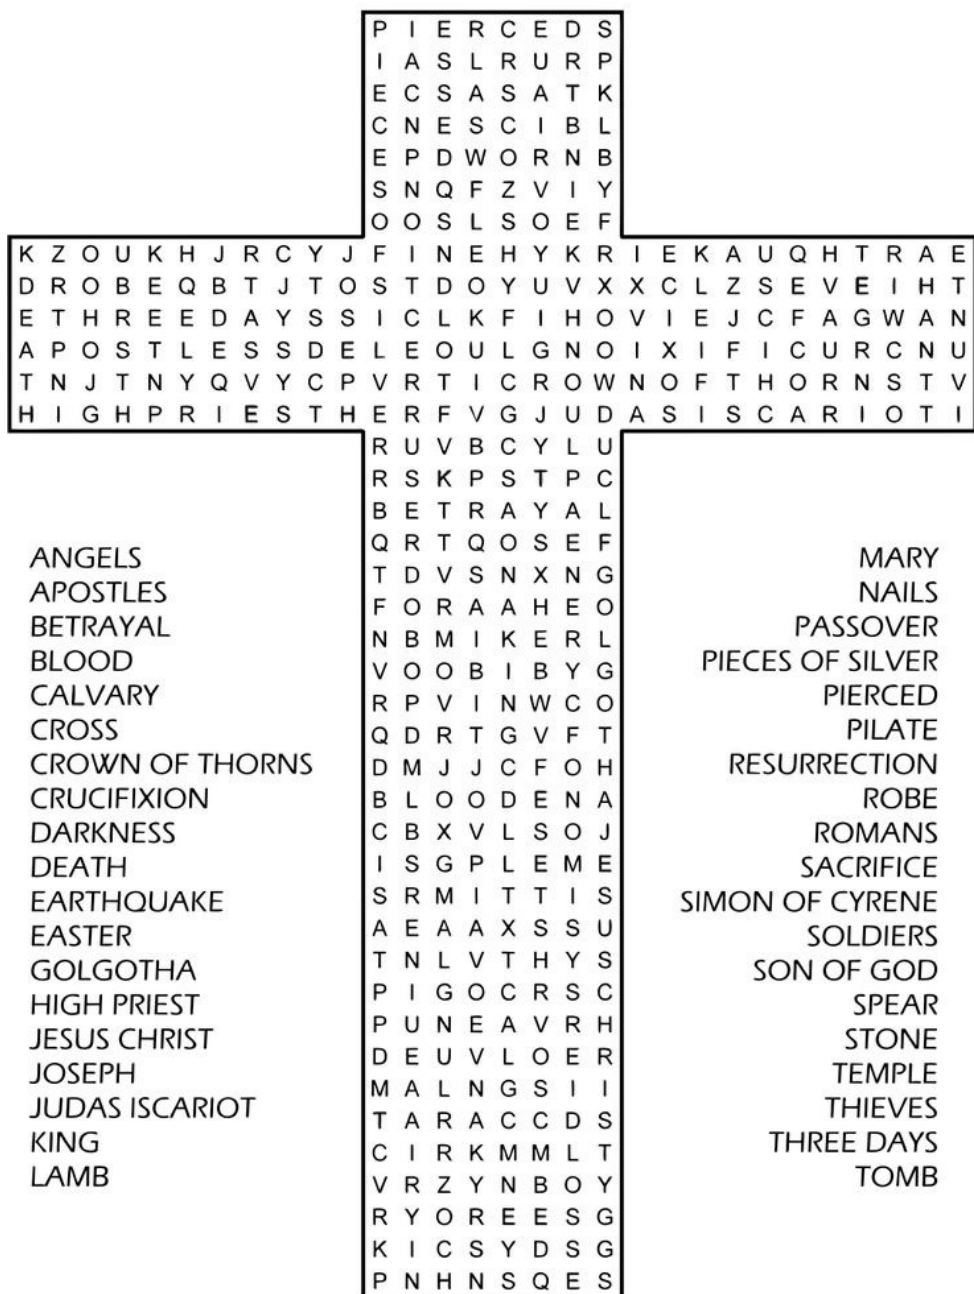 P I E R C E D S
I A S L R U R P
E C S A S A T K
C N E S C I B L
E P D W O R N B
S N Q F Z V I Y
O O S L S O E F
K Z O U K H J R C Y J F I N E H Y K R I E K A U Q H T R A E
D R O B E Q B T J T O S T D O Y U V X X C L Z S E V E I H T
E T H R E E D A Y S S I C L K F I H O V I E J C F A G W A N
A P O S T L E S S D E L E O U L G N O I X I F I C U R C N U
T N J T N Y Q V Y C P V R T I C R O W N O F T H O R N S T V
H I G H P R I E S T H E R F V G J U D A S I S C A R I O T I
R U V B C Y L U
R S K P S T P C
B E T R A Y A L
Q R T Q O S E F
T D V S N X N G
F O R A A H E O
N B M I K E R L
V O O B I B Y G
R P V I N W C O
Q D R T G V F T
D M J J C F O H
B L O O D E N A
C B X V L S O J
I S G P L E M E
S R M I T T I S
A E A A X S S U
T N L V T H Y S
P I G O C R S C
P U N E A V R H
D E U V L O E R
M A L N G S I I
T A R A C C D S
C I R K M M L T
V R Z Y N B O Y
R Y O R E E S G
K I C S Y D S G
P N H N S Q E S
ANGELS
APOSTLES
BETRAYAL
BLOOD
CALVARY
CROSS
CROWN OF THORNS
CRUCIFIXION
DARKNESS
DEATH
EARTHQUAKE
EASTER
GOLGOTHA
HIGH PRIEST
JESUS CHRIST
JOSEPH
JUDAS ISCARIOT
KING
LAMB
MARY
NAILS
PASSOVER
PIECES OF SILVER
PIERCED
PILATE
RESURRECTION
ROBE
ROMANS
SACRIFICE
SIMON OF CYRENE
SOLDIERS
SON OF GOD
SPEAR
STONE
TEMPLE
THIEVES
THREE DAYS
TOMB